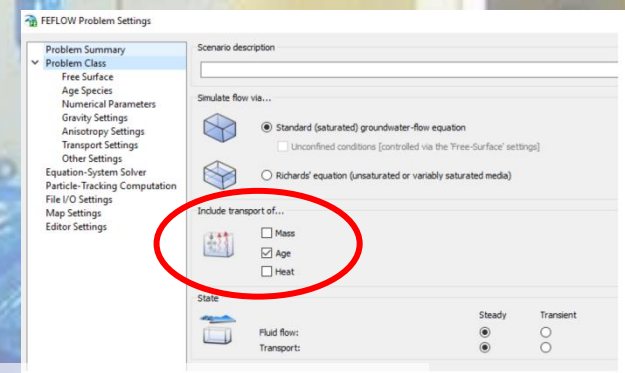 FEFLOW Problem Settings
Problem Summary
Problem Class
Free Surface
Age Species
Numerical Parameters
Gravity Settings
Anisotropy Settings
Transport Settings
Other Settings
Equation-System Solver
Particle-Tracking Computation
File I/O Settings
Map Settings
Editor Settings
Scenario description
Simulate flow via...
Standard (saturated) groundwater-flow equation
Unconfined conditions [controlled via the 'Free-Surface' settings]
Richards' equation (unsaturated or variably saturated media)
Include transport of...
Mass
Age
Heat
State
Steady Transient
Fluid flow:
Transport: